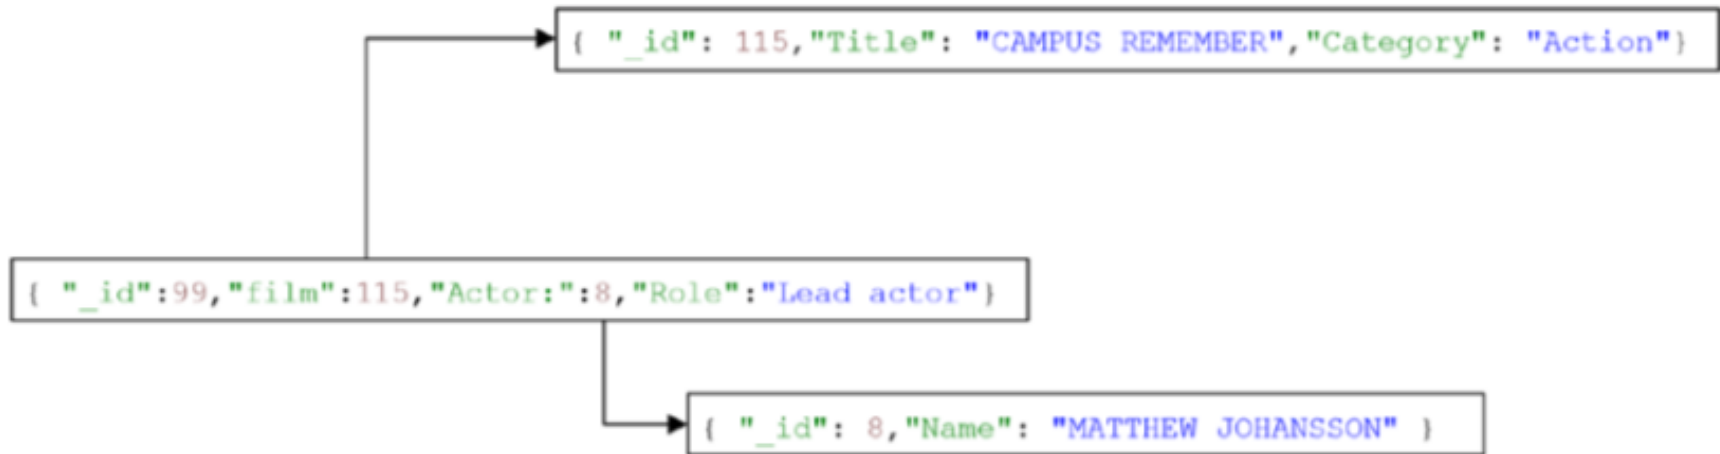 { "_id": 115,"Title": "CAMPUS REMEMBER","Category": "Action"}
{ "_id":99,"film":115,"Actor:":8,"Role":"Lead actor"}
{ "_id": 8,"Name": "MATTHEW JOHANSSON" }